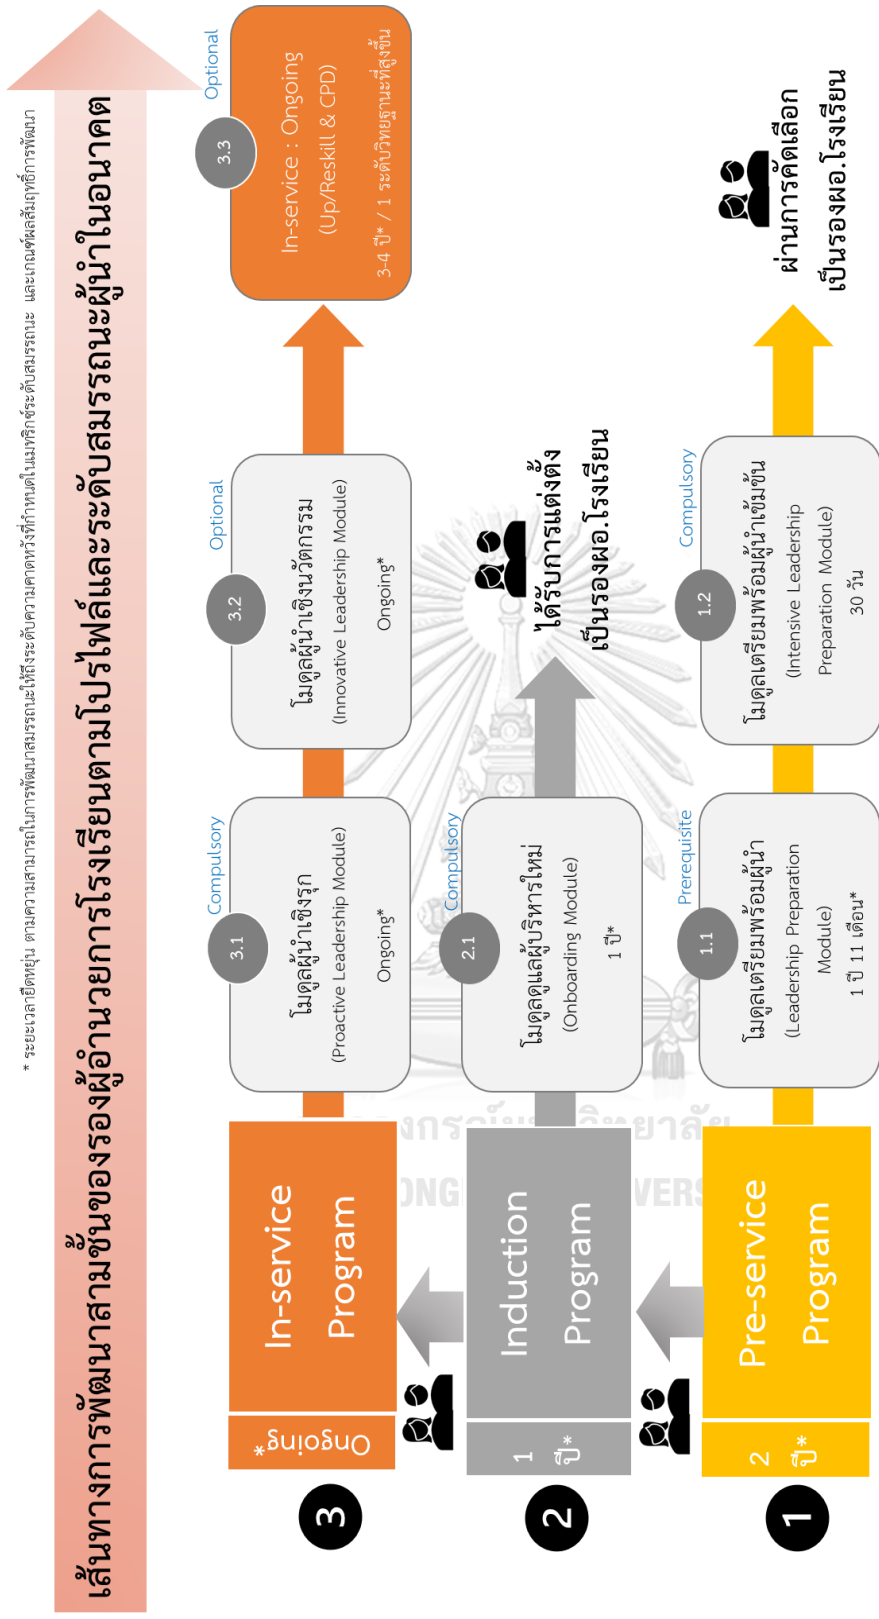 * ระยะเวลายืดหยุ่น ตามความสามารถในการพัฒนาสมรรถนะให้ถึงระดับความคาดหวังที่กำหนดในเมทริกซ์ระดับสมรรถนะ และเกณฑ์ผลสัมฤทธิ์การพัฒนา
เส้นทางการพัฒนาสามชั้นของรองผู้อำนวยการโรงเรียนตามโปรไฟล์และระดับสมรรถนะผู้นำในอนาคต
3
Ongoing
*
In-service
Program
3.1
Compulsory
โมดูลผู้นำเชิงรุก
(Proactive Leadership Module)
Ongoing*
3.2
Optional
โมดูลผู้นำเชิงนวัตกรรม
(Innovative Leadership Module)
Ongoing*
3.3
Optional
In-service : Ongoing
(Up/Reskill & CPD)
3-4 ปี* / 1 ระดับวิทยฐานะที่สูงขึ้น
2
1
ปี*
Induction
Program
2.1
Compulsory
โมดูลดูแลผู้บริหารใหม่
(Onboarding Module)
1 ปี*
ได้รับการแต่งตั้ง
เป็นรองผอ.โรงเรียน
1
2
ปี*
Pre-service
Program
1.1
Prerequisite
โมดูลเตรียมพร้อมผู้นำ
(Leadership Preparation
Module)
1 ปี 11 เดือน*
1.2
Compulsory
โมดูลเตรียมพร้อมผู้นำเข้มข้น
(Intensive Leadership
Preparation Module)
30 วัน
ผ่านการคัดเลือก
เป็นรองผอ.โรงเรียน